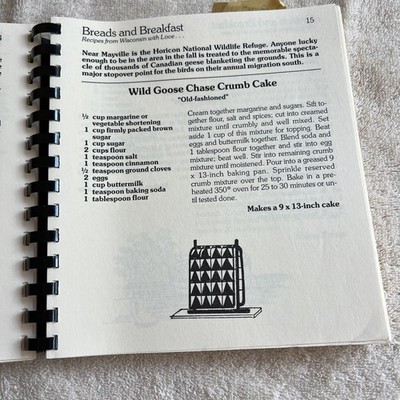 Breads and Breakfast
15
Recipes from Wisconsin with Love . . .
Near Mayville is the Horicon National Wildlife Refuge. Anyone lucky
enough to be in the area in the fall is treated to the memorable specta-
cle of thousands of Canadian geese blanketing the grounds. This is a
major stopover point for the birds on their annual migration south.
Wild Goose Chase Crumb Cake
"Old-fashioned"
½ cup margarine or
vegetable shortening
1 cup firmly packed brown
sugar
1 cup sugar
2 cups flour
1 teaspoon salt
1 teaspoon cinnamon
½ teaspoon ground cloves
2 eggs
1 cup buttermilk
1 teaspoon baking soda
1 tablespoon flour
Cream together margarine and sugars. Sift to-
gether flour, salt and spices; cut into creamed
mixture until crumbly and well mixed. Set
aside 1 cup of this mixture for topping. Beat
eggs and buttermilk together. Blend soda and
1 tablespoon flour together and stir into egg
mixture; beat well. Stir into remaining crumb
mixture until moistened. Pour into a greased 9
x 13-inch baking pan. Sprinkle reserved
crumb mixture over the top. Bake in a pre-
heated 350° oven for 25 to 30 minutes or un-
til tested done.
Makes a 9 x 13-inch cake